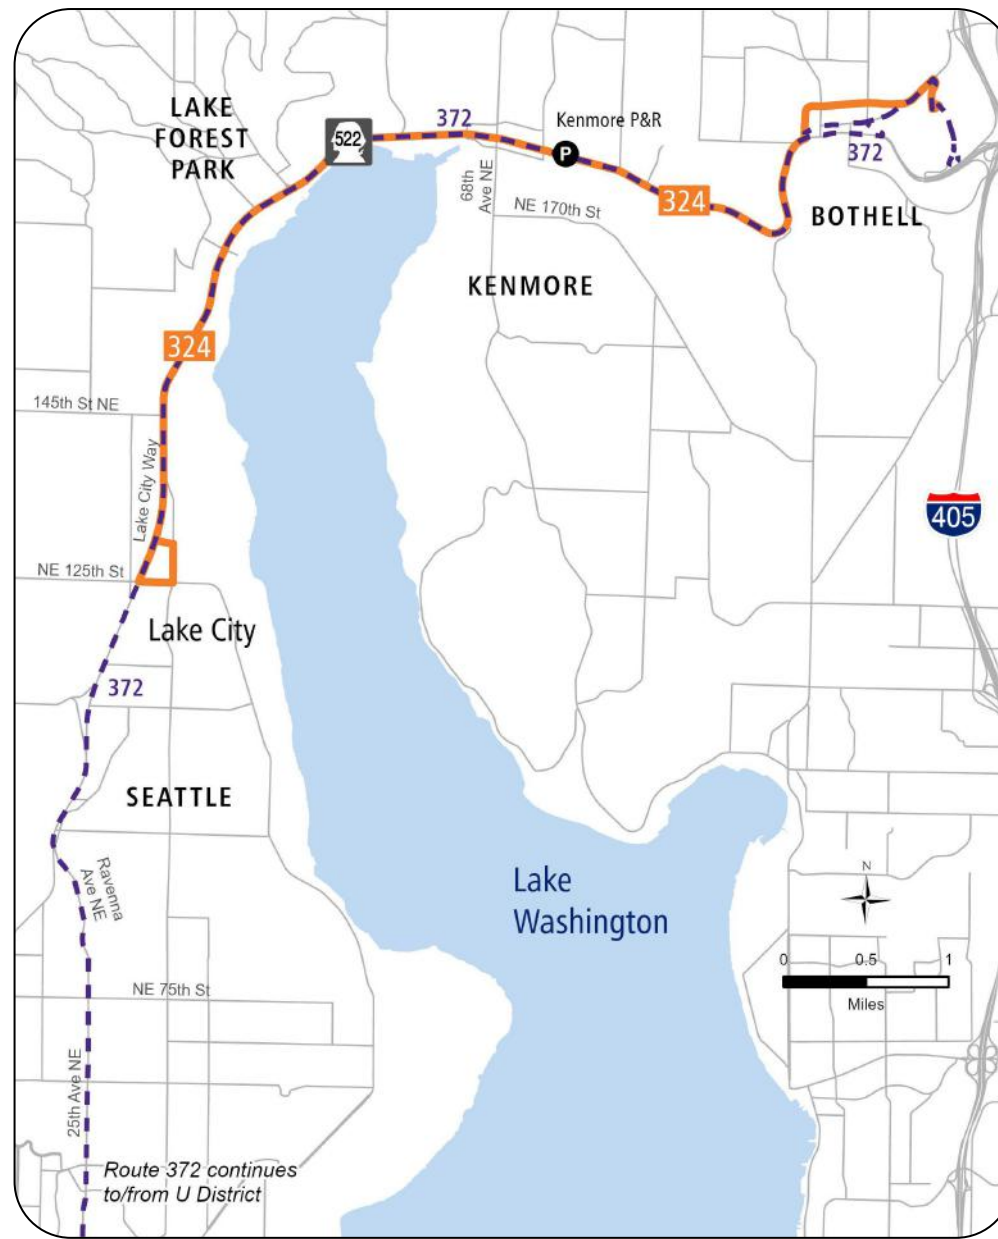 LAKE
FOREST
PARK
522
372
Kenmore P&R
P
68th
Ave NE
NE 170th St
324
372
BOTHELL
KENMORE
324
145th St NE
Lake City Way
NE 125th St
Lake City
372
405
SEATTLE
Ravenna
Ave NE
Lake
Washington
N
0 0.5 1
Miles
NE 75th St
25th Ave NE
Route 372 continues
to/from U District